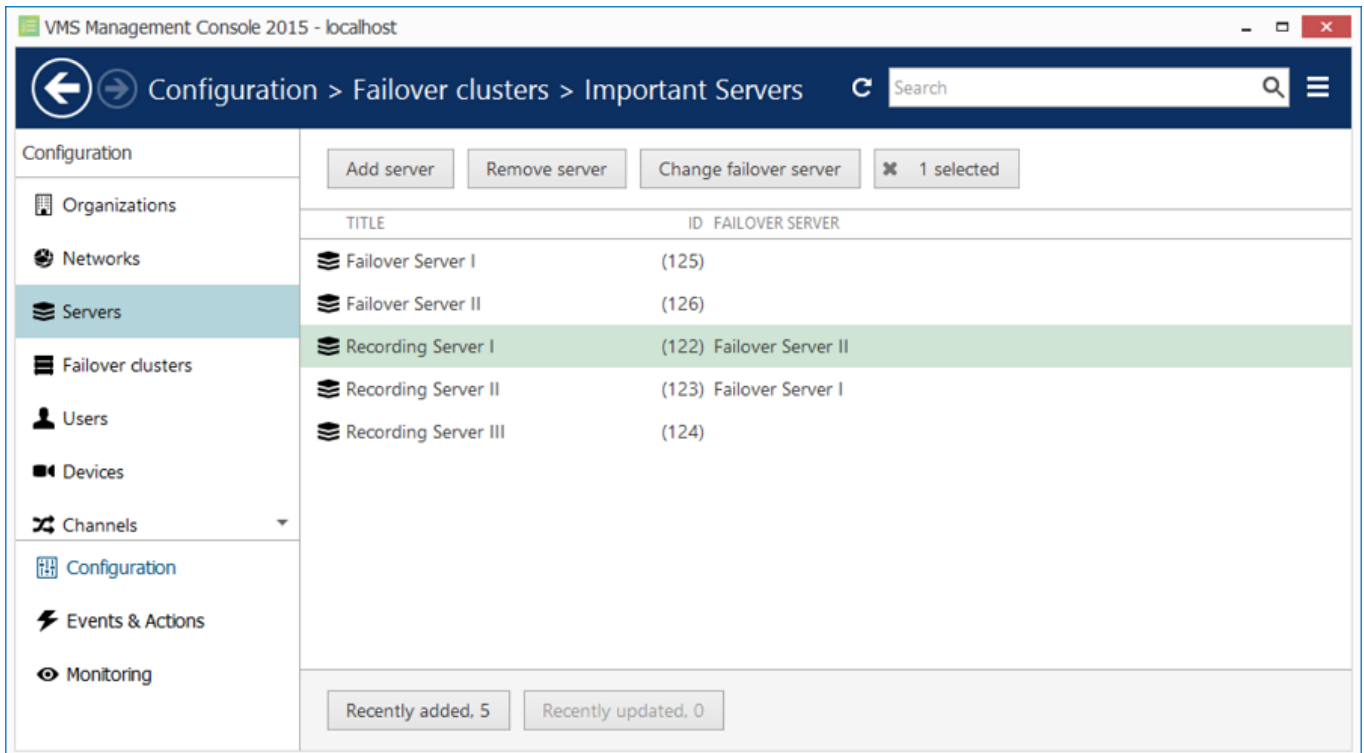 VMS Management Console 2015 - localhost
Configuration > Failover clusters > Important Servers
Search
Configuration
Organizations
Networks
Servers
Failover clusters
Users
Devices
Channels
Configuration
Events & Actions
Monitoring
Add server
Remove server
Change failover server
1 selected
TITLE ID FAILOVER SERVER
Failover Server I (125)
Failover Server II (126)
Recording Server I (122) Failover Server II
Recording Server II (123) Failover Server I
Recording Server III (124)
Recently added, 5
Recently updated, 0